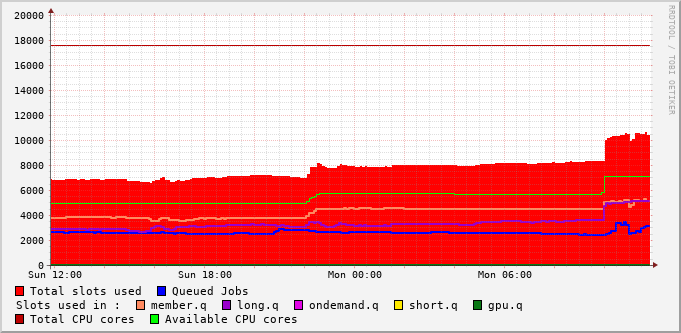 20000
18000
16000
14000
12000
10000
8000
6000
4000
2000
0
Sun 12:00 Sun 18:00 Mon 00:00 Mon 06:00
RRDTOOL / TOBI OETIKER
Total slots used Queued Jobs
Slots used in : member.q long.q ondemand.q short.q gpu.q
Total CPU cores Available CPU cores